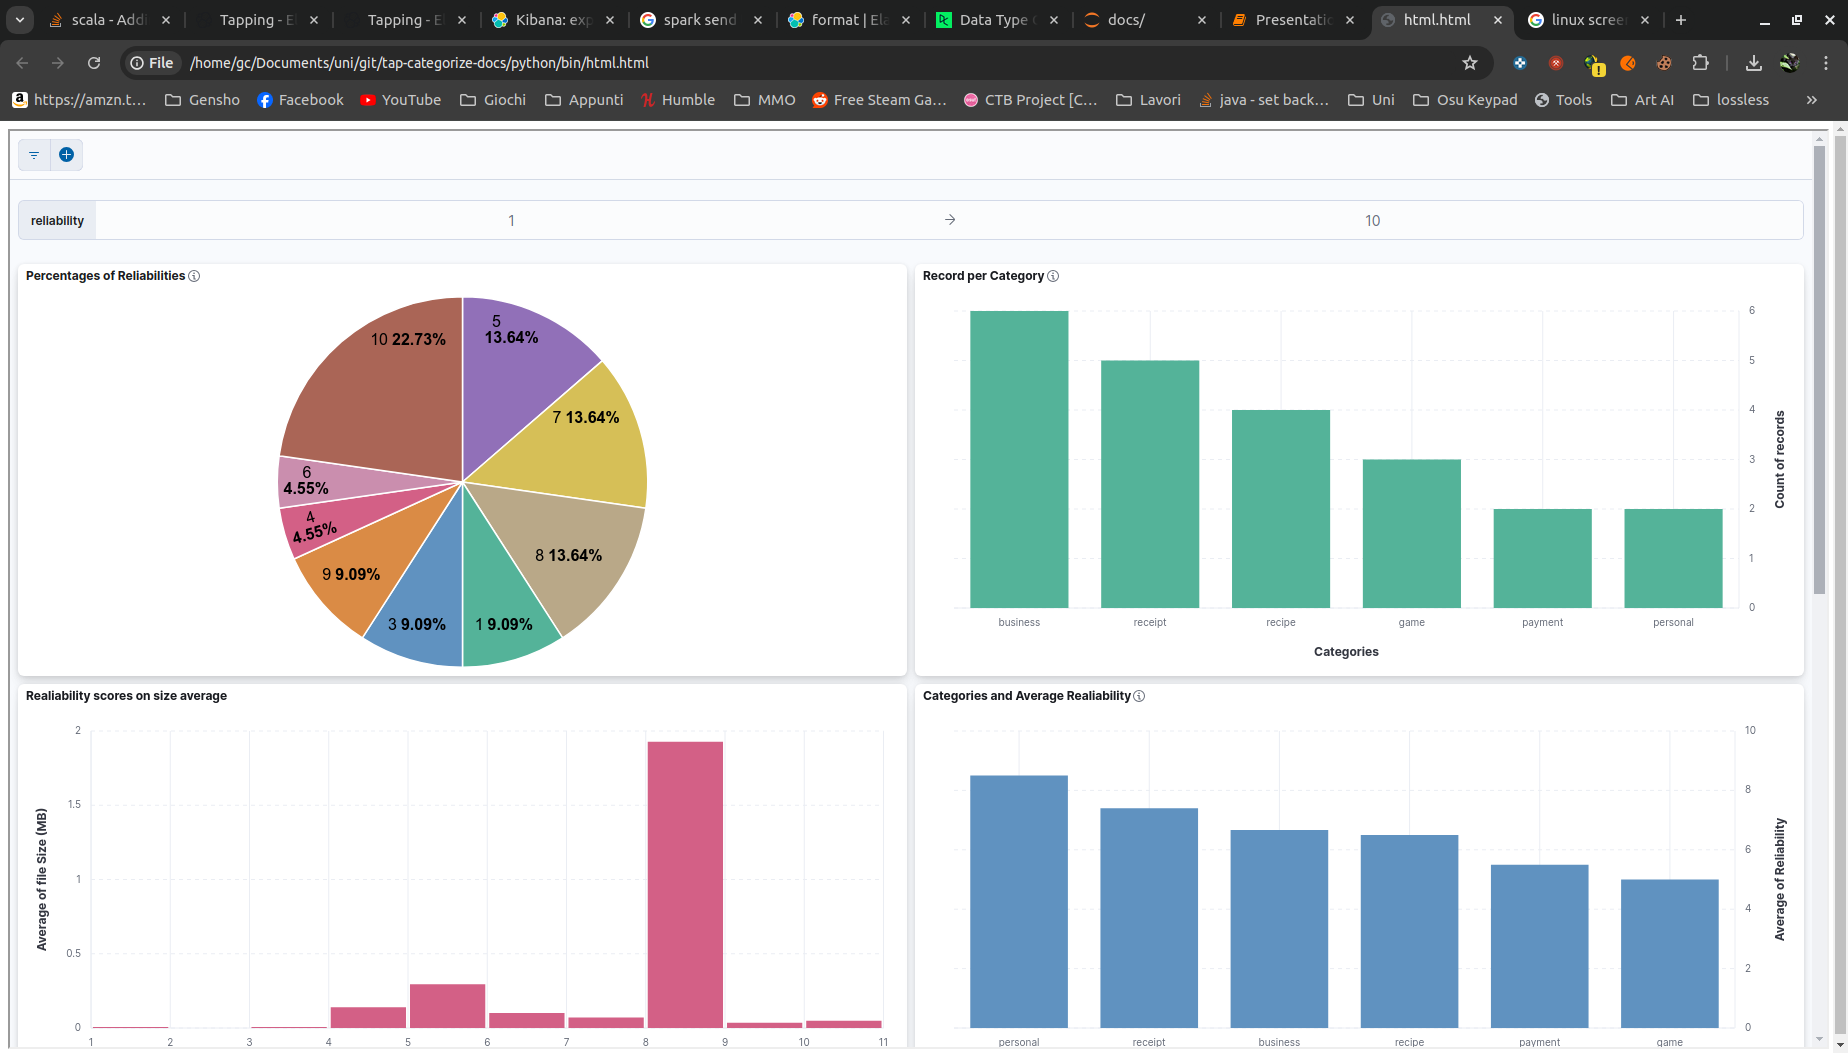 scala - Addi
Tapping - El
Tapping - El
Kibana: exp
spark send
format | Ela
Data Type C
docs/
Presentatio
html.html
linux scree
File /home/gc/Documents/uni/git/tap-categorize-docs/python/bin/html.html
https://amzn.t... Gensho Facebook YouTube Giochi Appunti Humble MMO Free Steam Ga... CTB Project [C... Lavori java - set back... Uni Osu Keypad Tools Art AI lossless »
reliability 1 → 10
Percentages of Reliabilities
10 22.73%
5
13.64%
7 13.64%
8 13.64%
1 9.09%
3 9.09%
9 9.09%
4
4.55%
6
4.55%
Record per Category
6
5
4
3
2
1
0
Count of records
business receipt recipe game payment personal
Categories
Realiability scores on size average
Average of file Size (MB)
2
1.5
1
0.5
0
1 2 3 4 5 6 7 8 9 10 11
Categories and Average Realiability
10
8
6
4
2
0
Average of Reliability
personal receipt business recipe payment game